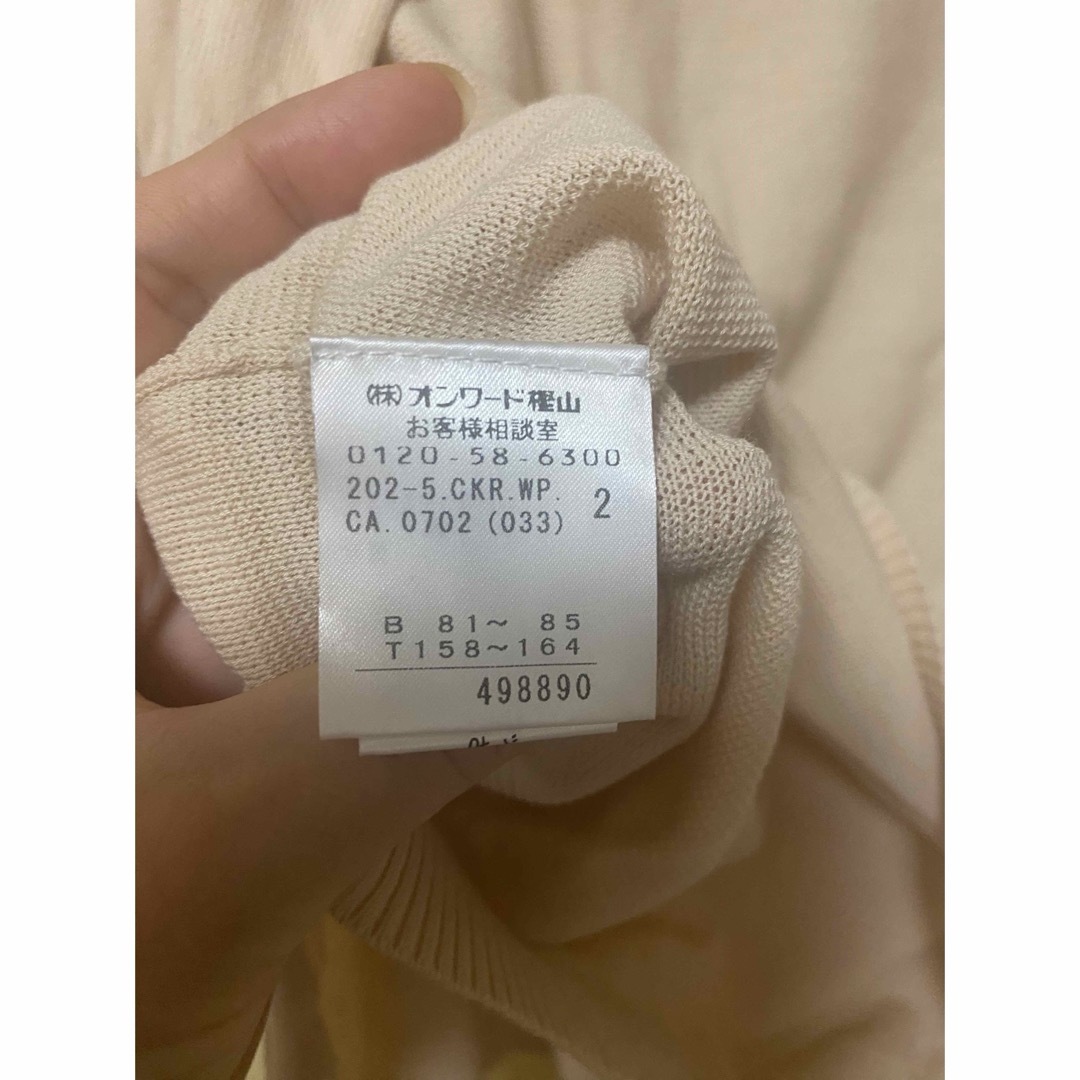 (株)オンワード樫山
お客様相談室
0120-58-6300
202-5.CKR.WP.
CA.0702(033) 2
B 81～ 85
T158～164
498890